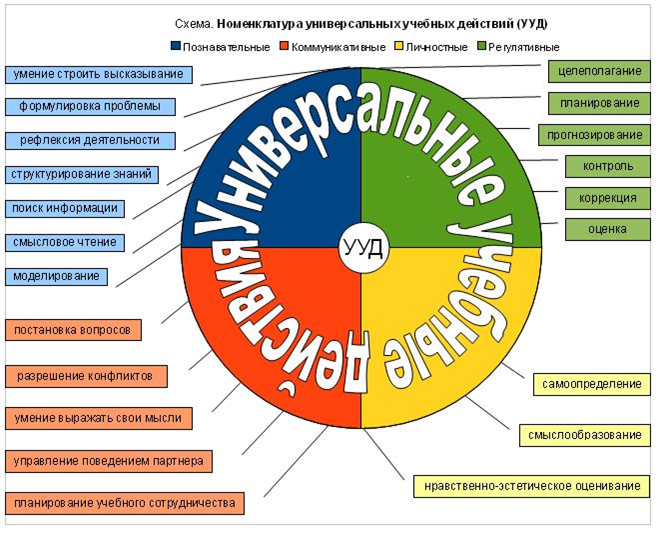 Схема. Номенклатура универсальных учебных действий (УУД)
Познавательные Коммуникативные Личностные Регулятивные
умение строить высказывание
формулировка проблемы
рефлексия деятельности
структурирование знаний
поиск информации
смысловое чтение
моделирование
постановка вопросов
разрешение конфликтов
умение выражать свои мысли
управление поведением партнера
планирование учебного сотрудничества
Универсальные учебные действия
УУД
целеполагание
планирование
прогнозирование
контроль
коррекция
оценка
самоопределение
смыслообразование
нравственно-эстетическое оценивание